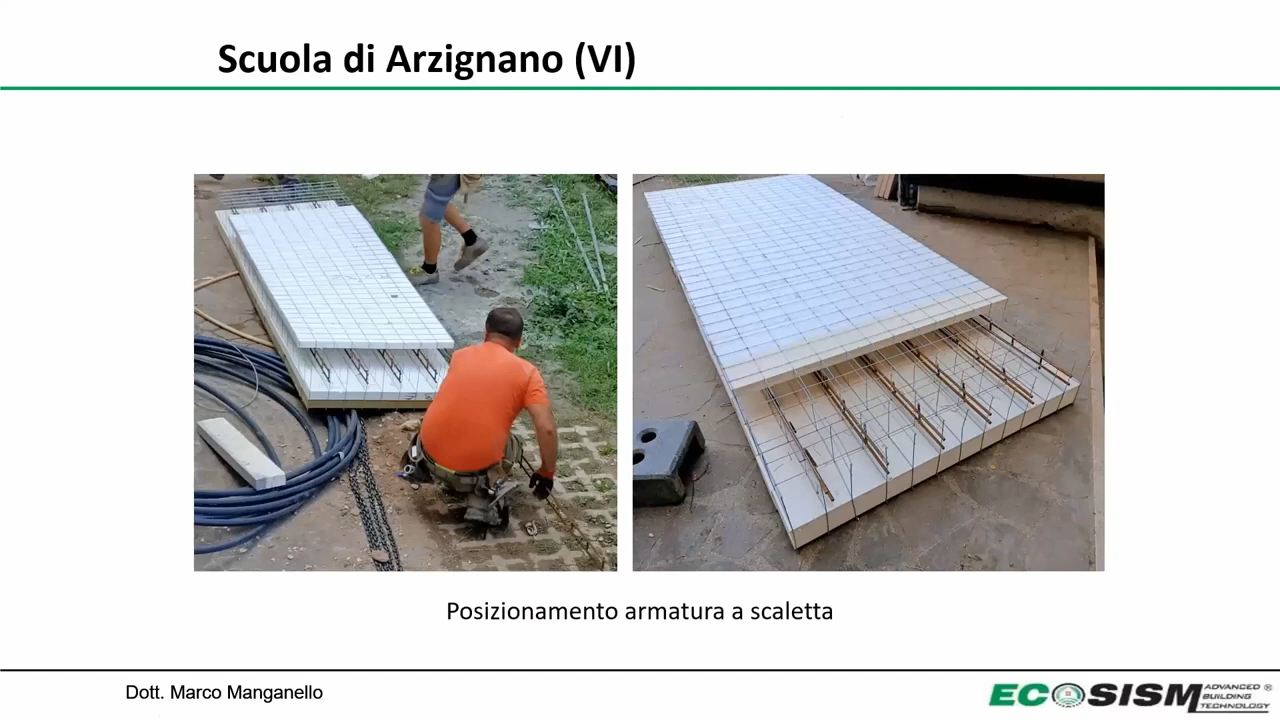 Scuola di Arzignano (VI)
Posizionamento armatura a scaletta
Dott. Marco Manganello
ECOSISM
ADVANCED ®
BUILDING
TECHNOLOGY